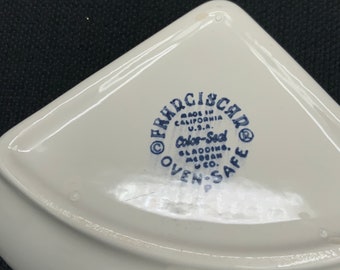 © FRANCISCAN ®
MADE IN
CALIFORNIA
U.S.A.
Color-Seal
GLADDING,
McBEAN
& CO.
OVEN-SAFE